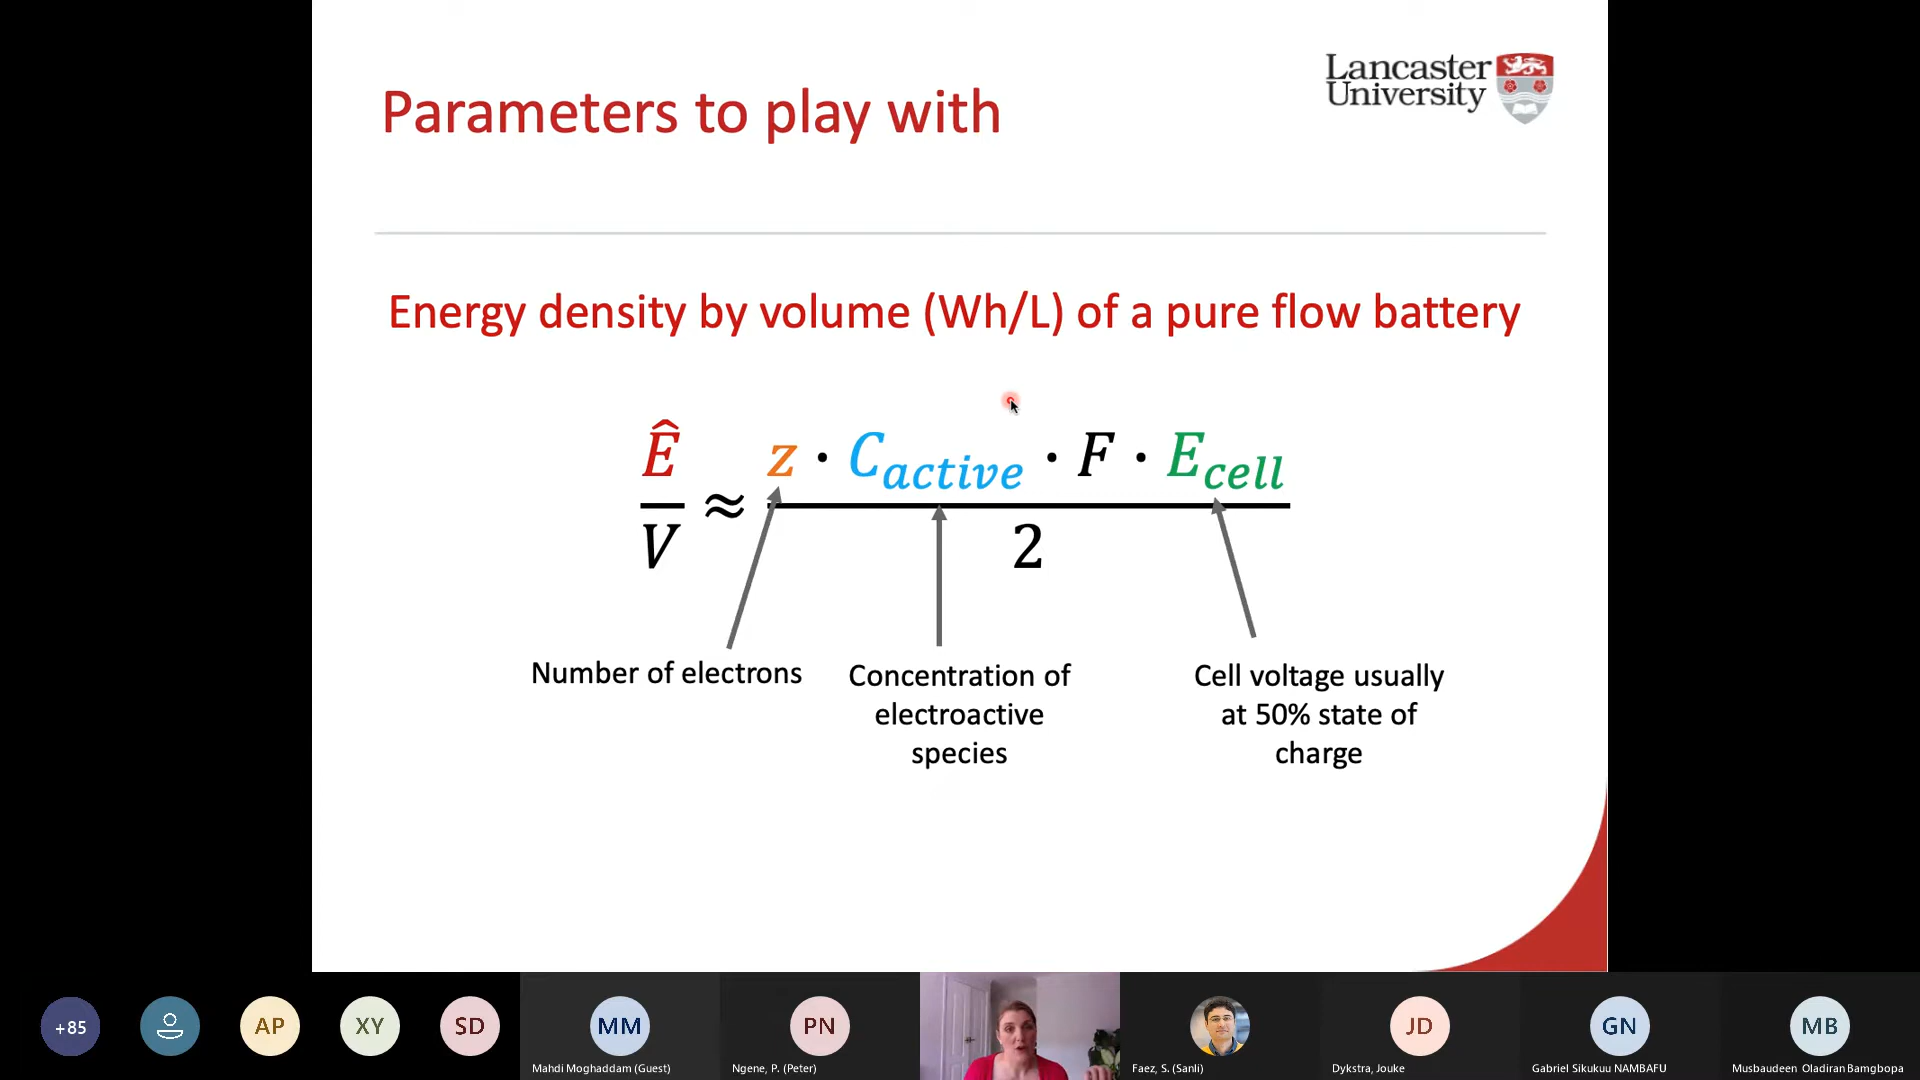 Lancaster
University
Parameters to play with
Energy density by volume (Wh/L) of a pure flow battery
Ê/V ≈ z · C_active · F · E_cell / 2
Number of electrons
Concentration of
electroactive
species
Cell voltage usually
at 50% state of
charge
+85
AP
XY
SD
MM
PN
JD
GN
MB
Mahdi Moghaddam (Guest)
Ngene, P. (Peter)
Faez, S. (Sanli)
Dykstra, Jouke
Gabriel Sikukuu NAMBAFU
Musbaudeen Oladiran Bamgbopa